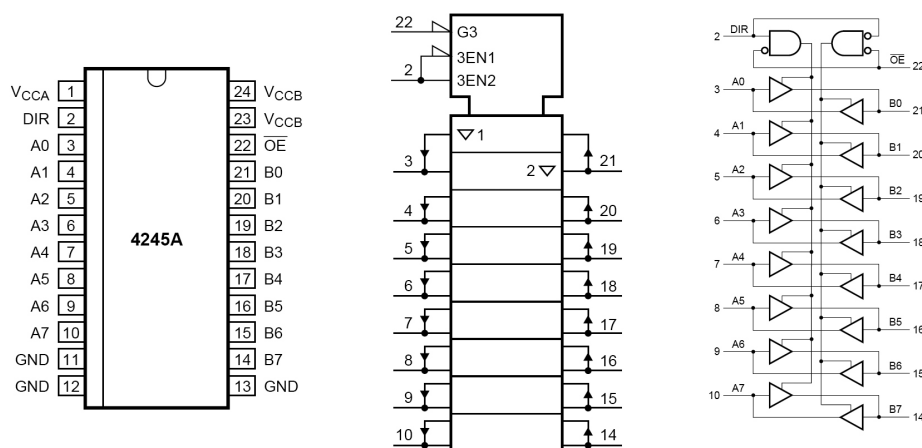 VCCA 1 24 VCCB
DIR 2 23 VCCB
A0 3 22 OE
A1 4 21 B0
A2 5 20 B1
A3 6 19 B2
A4 7 18 B3
A5 8 17 B4
A6 9 16 B5
A7 10 15 B6
GND 11 14 B7
GND 12 13 GND
4245A
22 G3
3EN1
2 3EN2
1
3 2 21
4 20
5 19
6 18
7 17
8 16
9 15
10 14
2 DIR
OE 22
3 A0
B0 21
4 A1
B1 20
5 A2
B2 19
6 A3
B3 18
7 A4
B4 17
8 A5
B5 16
9 A6
B6 15
10 A7
B7 14